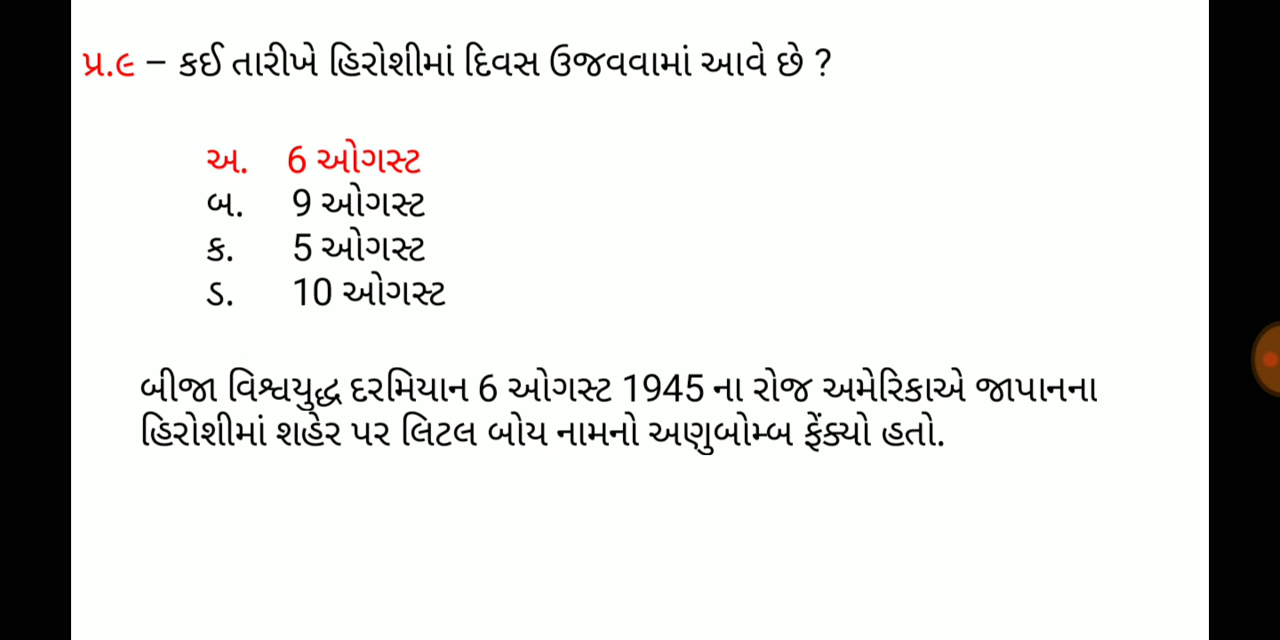 પ્ર.૯ – કઈ તારીખે હિરોશીમાં દિવસ ઉજવવામાં આવે છે ?
અ. 6 ઓગસ્ટ
બ. 9 ઓગસ્ટ
ક. 5 ઓગસ્ટ
ડ. 10 ઓગસ્ટ
બીજા વિશ્વયુદ્ધ દરમિયાન 6 ઓગસ્ટ 1945 ના રોજ અમેરિકાએ જાપાનના
હિરોશીમાં શહેર પર લિટલ બોય નામનો અણુબોમ્બ ફેંક્યો હતો.